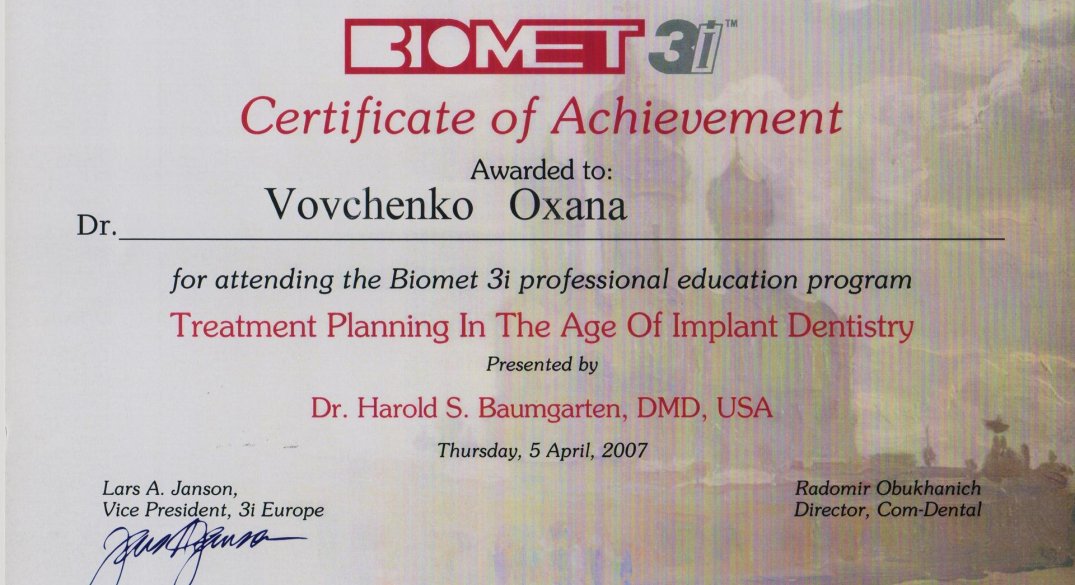 BIOMET 3i™
Certificate of Achievement
Awarded to:
Dr. Vovchenko Oxana
for attending the Biomet 3i professional education program
Treatment Planning In The Age Of Implant Dentistry
Presented by
Dr. Harold S. Baumgarten, DMD, USA
Thursday, 5 April, 2007
Lars A. Janson,
Vice President, 3i Europe
Radomir Obukhanich
Director, Com-Dental